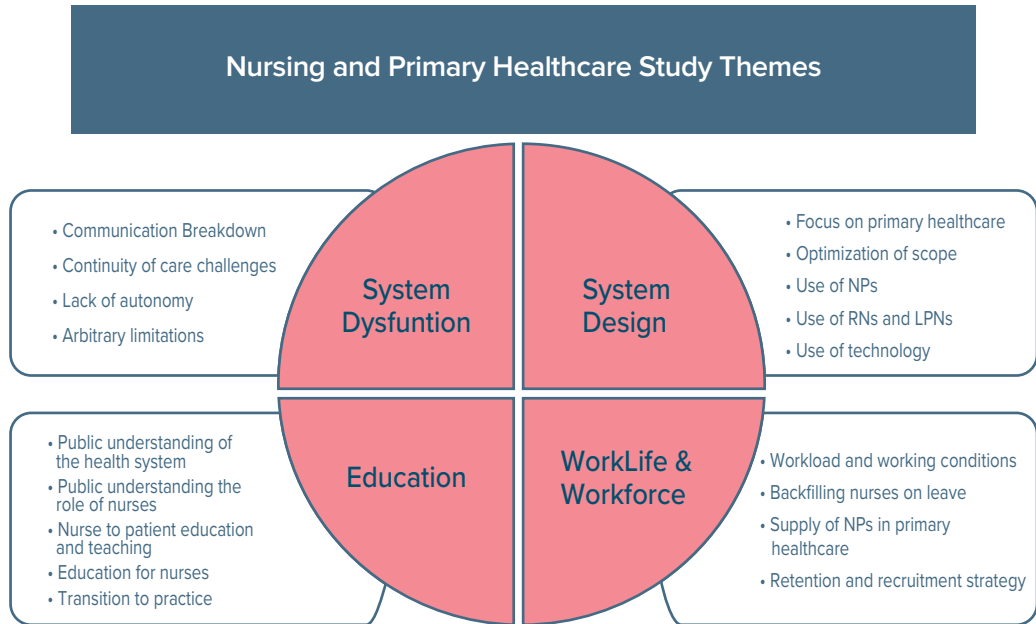 Nursing and Primary Healthcare Study Themes
• Communication Breakdown
• Continuity of care challenges
• Lack of autonomy
• Arbitrary limitations
System
Dysfuntion
System
Design
• Focus on primary healthcare
• Optimization of scope
• Use of NPs
• Use of RNs and LPNs
• Use of technology
• Public understanding of
the health system
• Public understanding the
role of nurses
• Nurse to patient education
and teaching
• Education for nurses
• Transition to practice
Education
WorkLife &
Workforce
• Workload and working conditions
• Backfilling nurses on leave
• Supply of NPs in primary
healthcare
• Retention and recruitment strategy